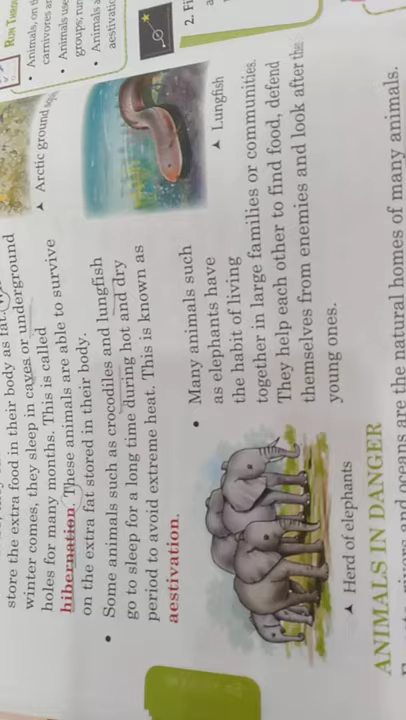 store the extra food in their body as fat.
winter comes, they sleep in caves or underground
holes for many months. This is called
hibernation. These animals are able to survive
on the extra fat stored in their body.
• Some animals such as crocodiles and lungfish
go to sleep for a long time during hot and dry
period to avoid extreme heat. This is known as
aestivation.
• Many animals such
as elephants have
the habit of living
together in large families or communities.
They help each other to find food, defend
themselves from enemies and look after the
young ones.
Herd of elephants
ANIMALS IN DANGER
rivers and oceans are the natural homes of many animals.
Arctic ground
Lungfish
RUN
• Animals, on
carnivores
• Animals use
groups;
• Animals
2. Fi